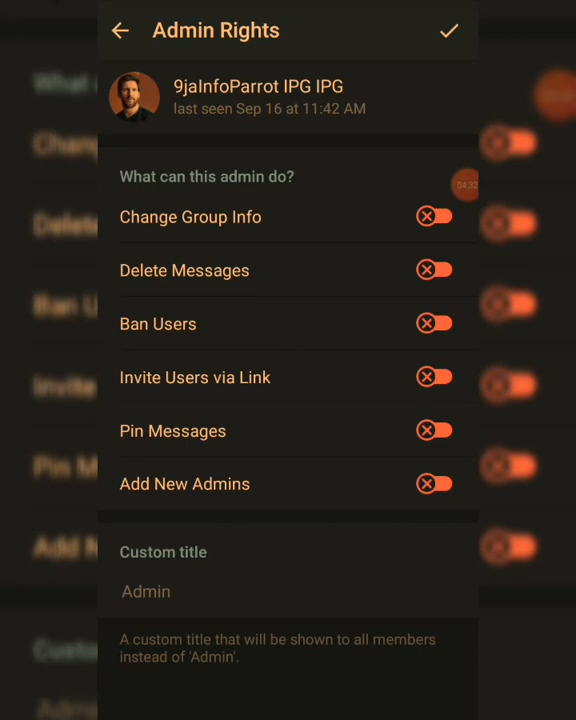 Admin Rights
9jaInfoParrot IPG IPG
last seen Sep 16 at 11:42 AM
What can this admin do?
04:32
Change Group Info
Delete Messages
Ban Users
Invite Users via Link
Pin Messages
Add New Admins
Custom title
Admin
A custom title that will be shown to all members
instead of 'Admin'.